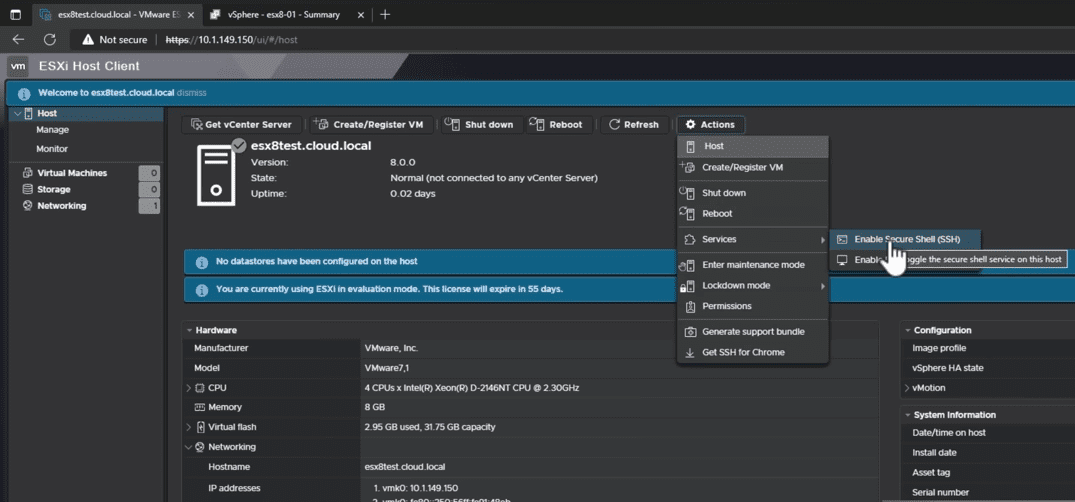 esx8test.cloud.local - VMware ES
vSphere - esx8-01 - Summary
Not secure
https://10.1.149.150/ui/#/host
vm ESXi Host Client
Welcome to esx8test.cloud.local dismiss
Host
Manage
Monitor
Virtual Machines 0
Storage 0
Networking 1
Get vCenter Server
Create/Register VM
Shut down
Reboot
Refresh
Actions
esx8test.cloud.local
Version: 8.0.0
State: Normal (not connected to any vCenter Server)
Uptime: 0.02 days
Host
Create/Register VM
Shut down
Reboot
Services
Enter maintenance mode
Lockdown mode
Permissions
Generate support bundle
Get SSH for Chrome
Enable Secure Shell (SSH)
Enable
ggle the secure shell service on this host
No datastores have been configured on the host
You are currently using ESXi in evaluation mode. This license will expire in 55 days.
Hardware
Manufacturer VMware, Inc.
Model VMware7,1
CPU 4 CPUs x Intel(R) Xeon(R) D-2146NT CPU @ 2.30GHz
Memory 8 GB
Virtual flash 2.95 GB used, 31.75 GB capacity
Networking
Hostname esx8test.cloud.local
IP addresses 1. vmk0: 10.1.149.150
Configuration
Image profile
vSphere HA state
vMotion
System Information
Date/time on host
Install date
Asset tag
Serial number